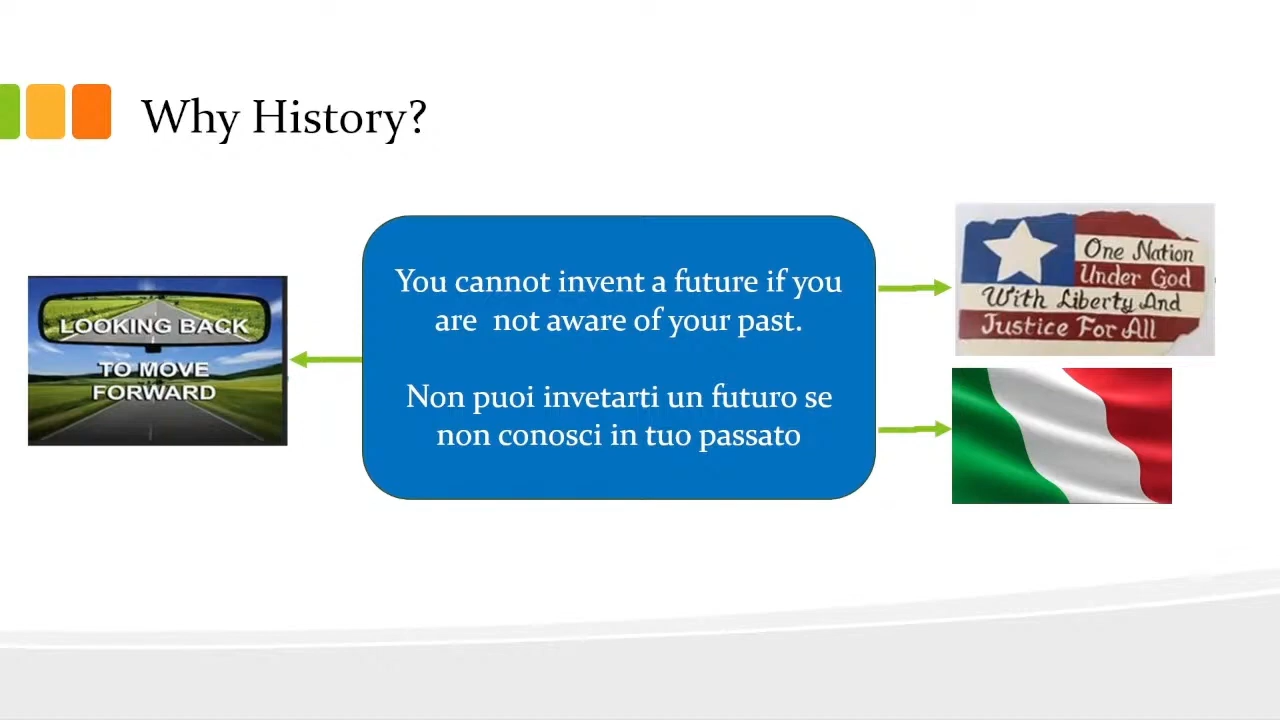 Why History?
You cannot invent a future if you
are not aware of your past.
Non puoi invetarti un futuro se
non conosci in tuo passato
LOOKING BACK
TO MOVE
FORWARD
One Nation
Under God
With Liberty And
Justice For All